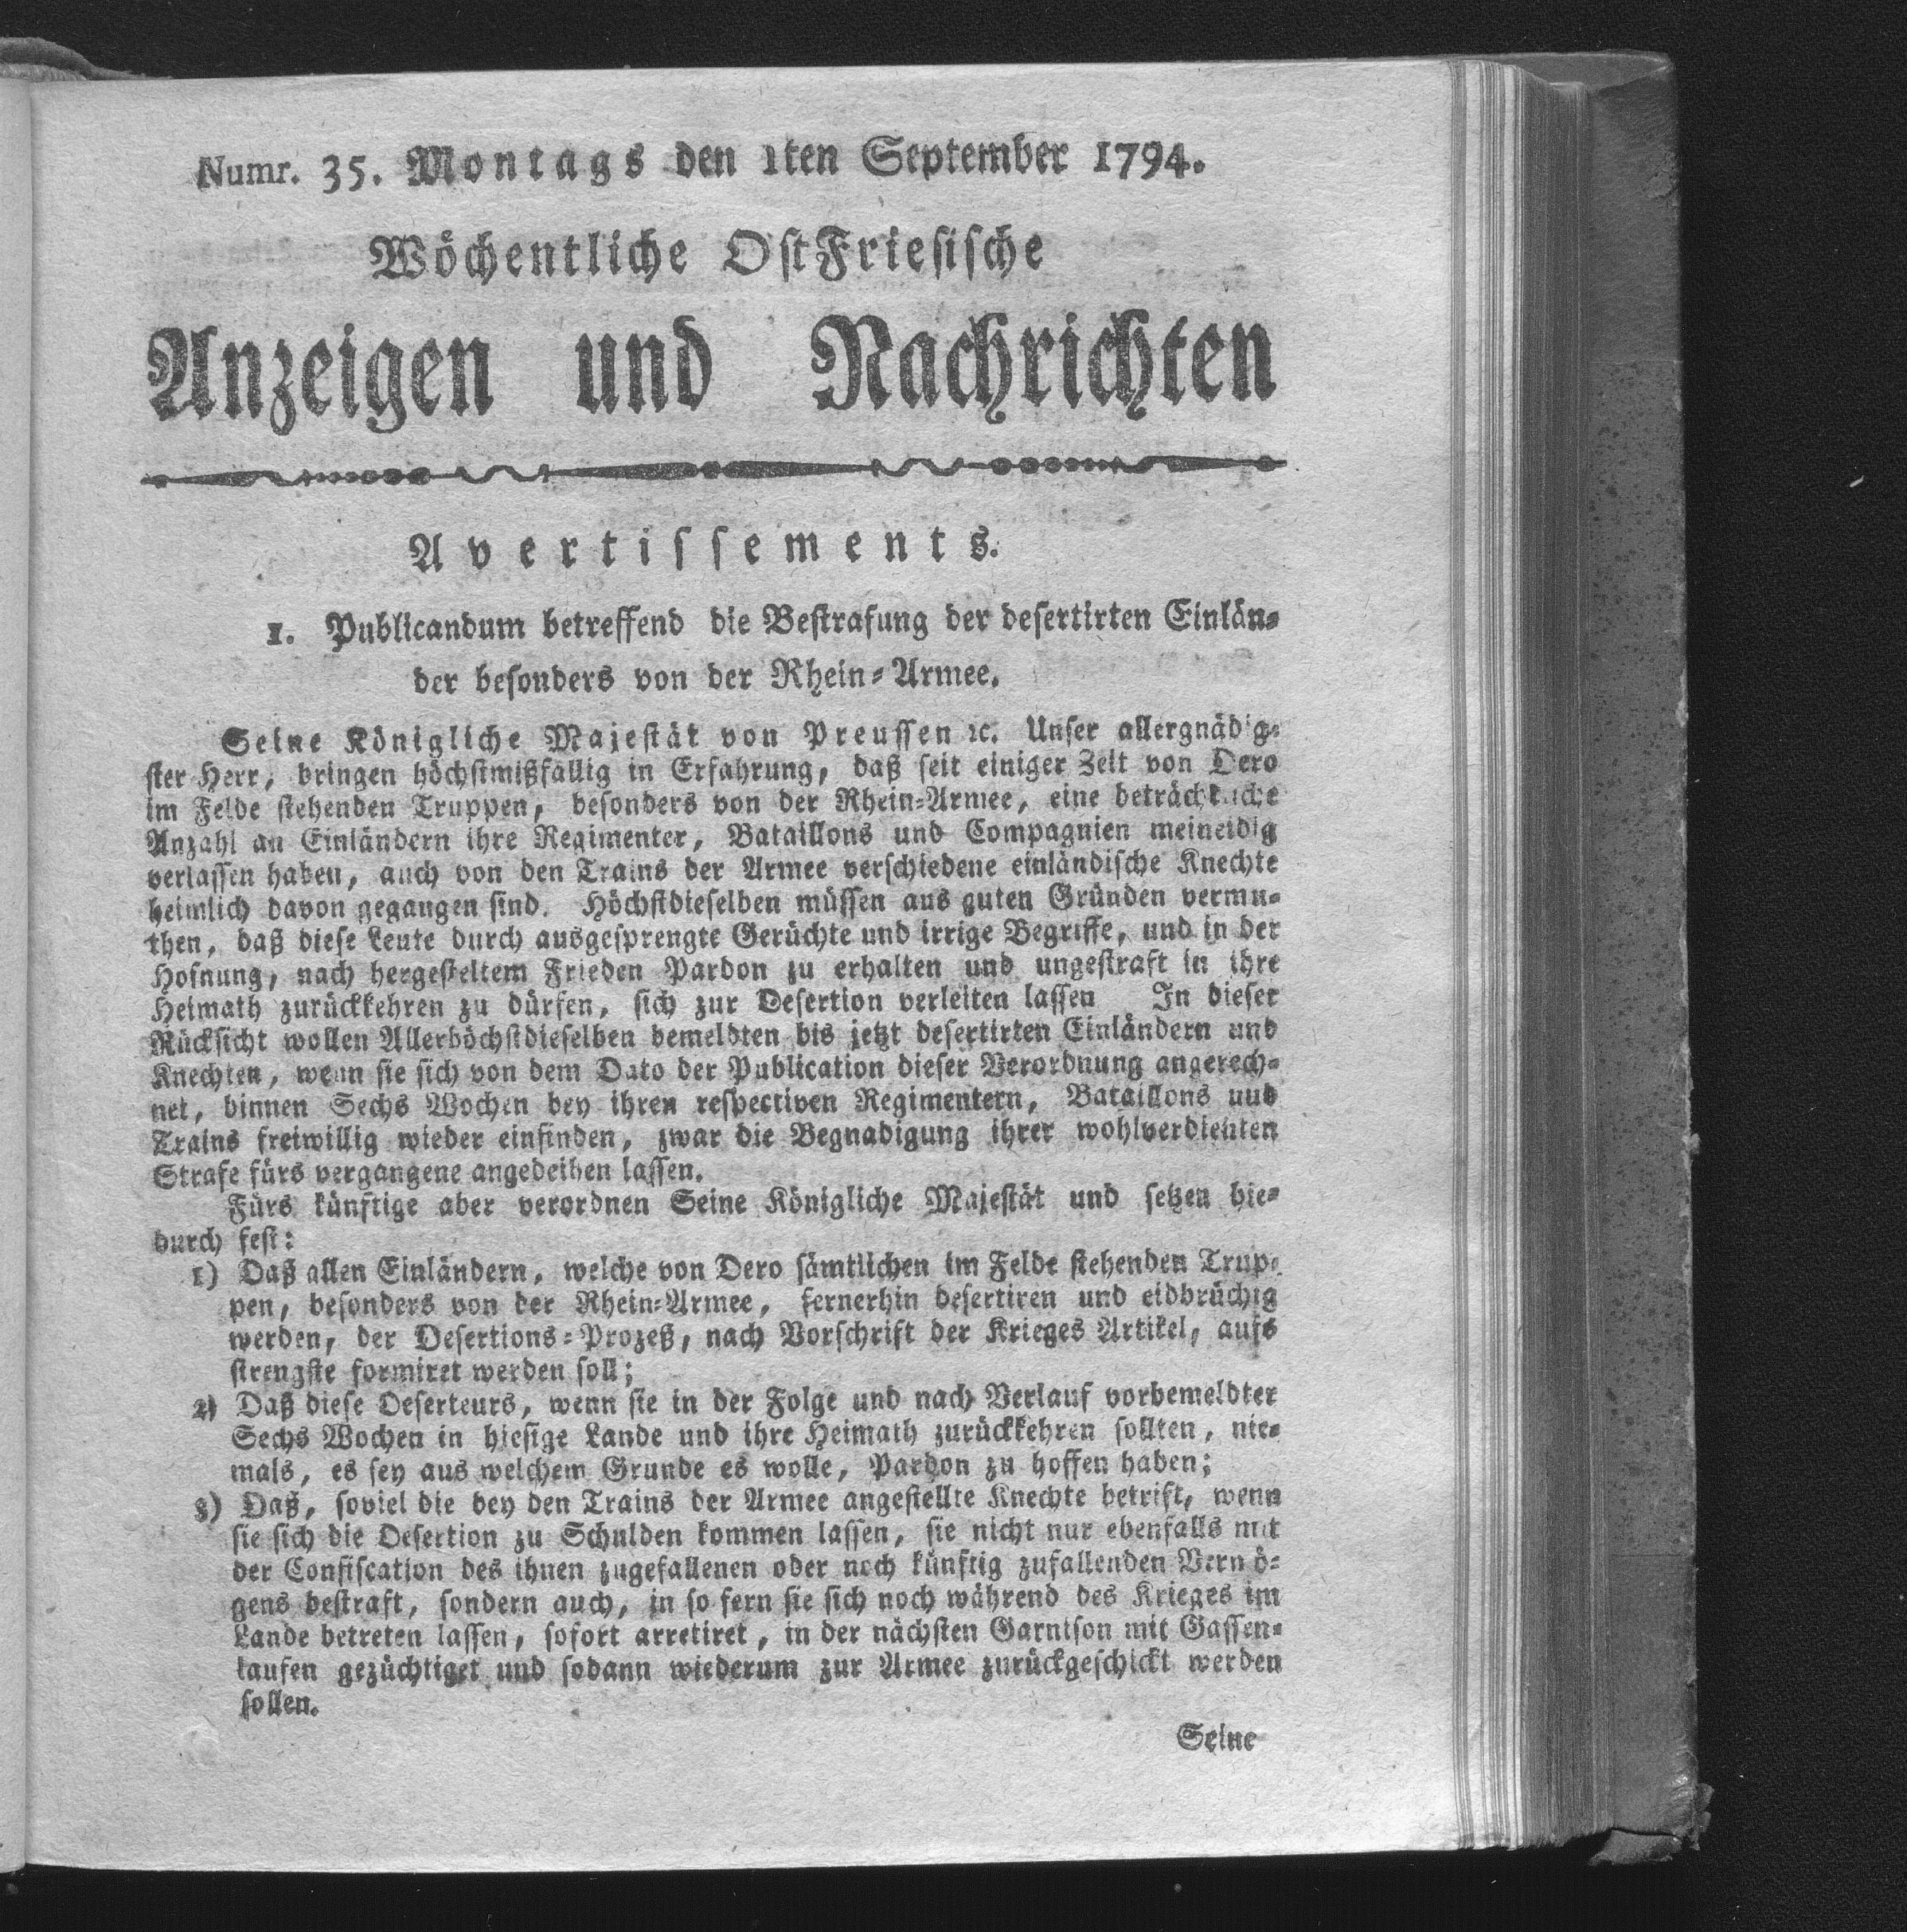 Numr. 35. Montags den 1ten September 1794.
Wöchentliche OstFriesische
Anzeigen und Nachrichten
Avertissements.
1. Publicandum betreffend die Bestrafung der desertirten Einlän-
der besonders von der Rhein-Armee.
Seine Königliche Majestät von Preussen ꝛc. Unser allergnädig-
ster Herr, bringen höchstmißfällig in Erfahrung, daß seit einiger Zeit von Dero
im Felde stehenden Truppen, besonders von der Rhein-Armee, eine beträchtliche
Anzahl an Einländern ihre Regimenter, Bataillons und Compagnien meineidig
verlassen haben, auch von den Trains der Armee verschiedene einländische Knechte
heimlich davon gegangen sind. Höchstdieselben müssen aus guten Gründen vermu-
then, daß diese Leute durch ausgesprengte Gerüchte und irrige Begriffe, und in der
Hofnung, nach hergesteltem Frieden Pardon zu erhalten und ungestraft in ihre
Heimath zurückkehren zu dürfen, sich zur Desertion verleiten lassen In dieser
Rücksicht wollen Allerhöchstdieselben bemeldten bis jetzt desertirten Einländern und
Knechten, wenn sie sich von dem Dato der Publication dieser Verordnung angerech-
net, binnen Sechs Wochen bey ihren respectiven Regimentern, Bataillons und
Trains freiwillig wieder einfinden, zwar die Begnadigung ihrer wohlverdienten
Strafe fürs vergangene angedeihen lassen.
Fürs künftige aber verordnen Seine Königliche Majestät und setzen hie-
durch fest:
1) Daß allen Einländern, welche von Dero sämtlichen im Felde stehenden Trup-
pen, besonders von der Rhein-Armee, fernerhin desertiren und eidbrüchig
werden, der Desertions-Prozeß, nach Vorschrift der Krieges Artikel, aufs
strengste formiret werden soll;
2) Daß diese Deserteurs, wenn sie in der Folge und nach Verlauf vorbemeldter
Sechs Wochen in hiesige Lande und ihre Heimath zurückkehren sollten, nie-
mals, es sey aus welchem Grunde es wolle, Pardon zu hoffen haben;
3) Daß, soviel die bey den Trains der Armee angestellte Knechte betrift, wenn
sie sich die Desertion zu Schulden kommen lassen, sie nicht nur ebenfalls mit
der Confiscation des ihnen zugefallenen oder noch künftig zufallenden Vermö-
gens bestraft, sondern auch, in so fern sie sich noch während des Krieges im
Lande betreten lassen, sofort arretiret, in der nächsten Garnison mit Gassen-
laufen gezüchtiget und sodann wiederum zur Armee zurückgeschickt werden
sollen.
Seine